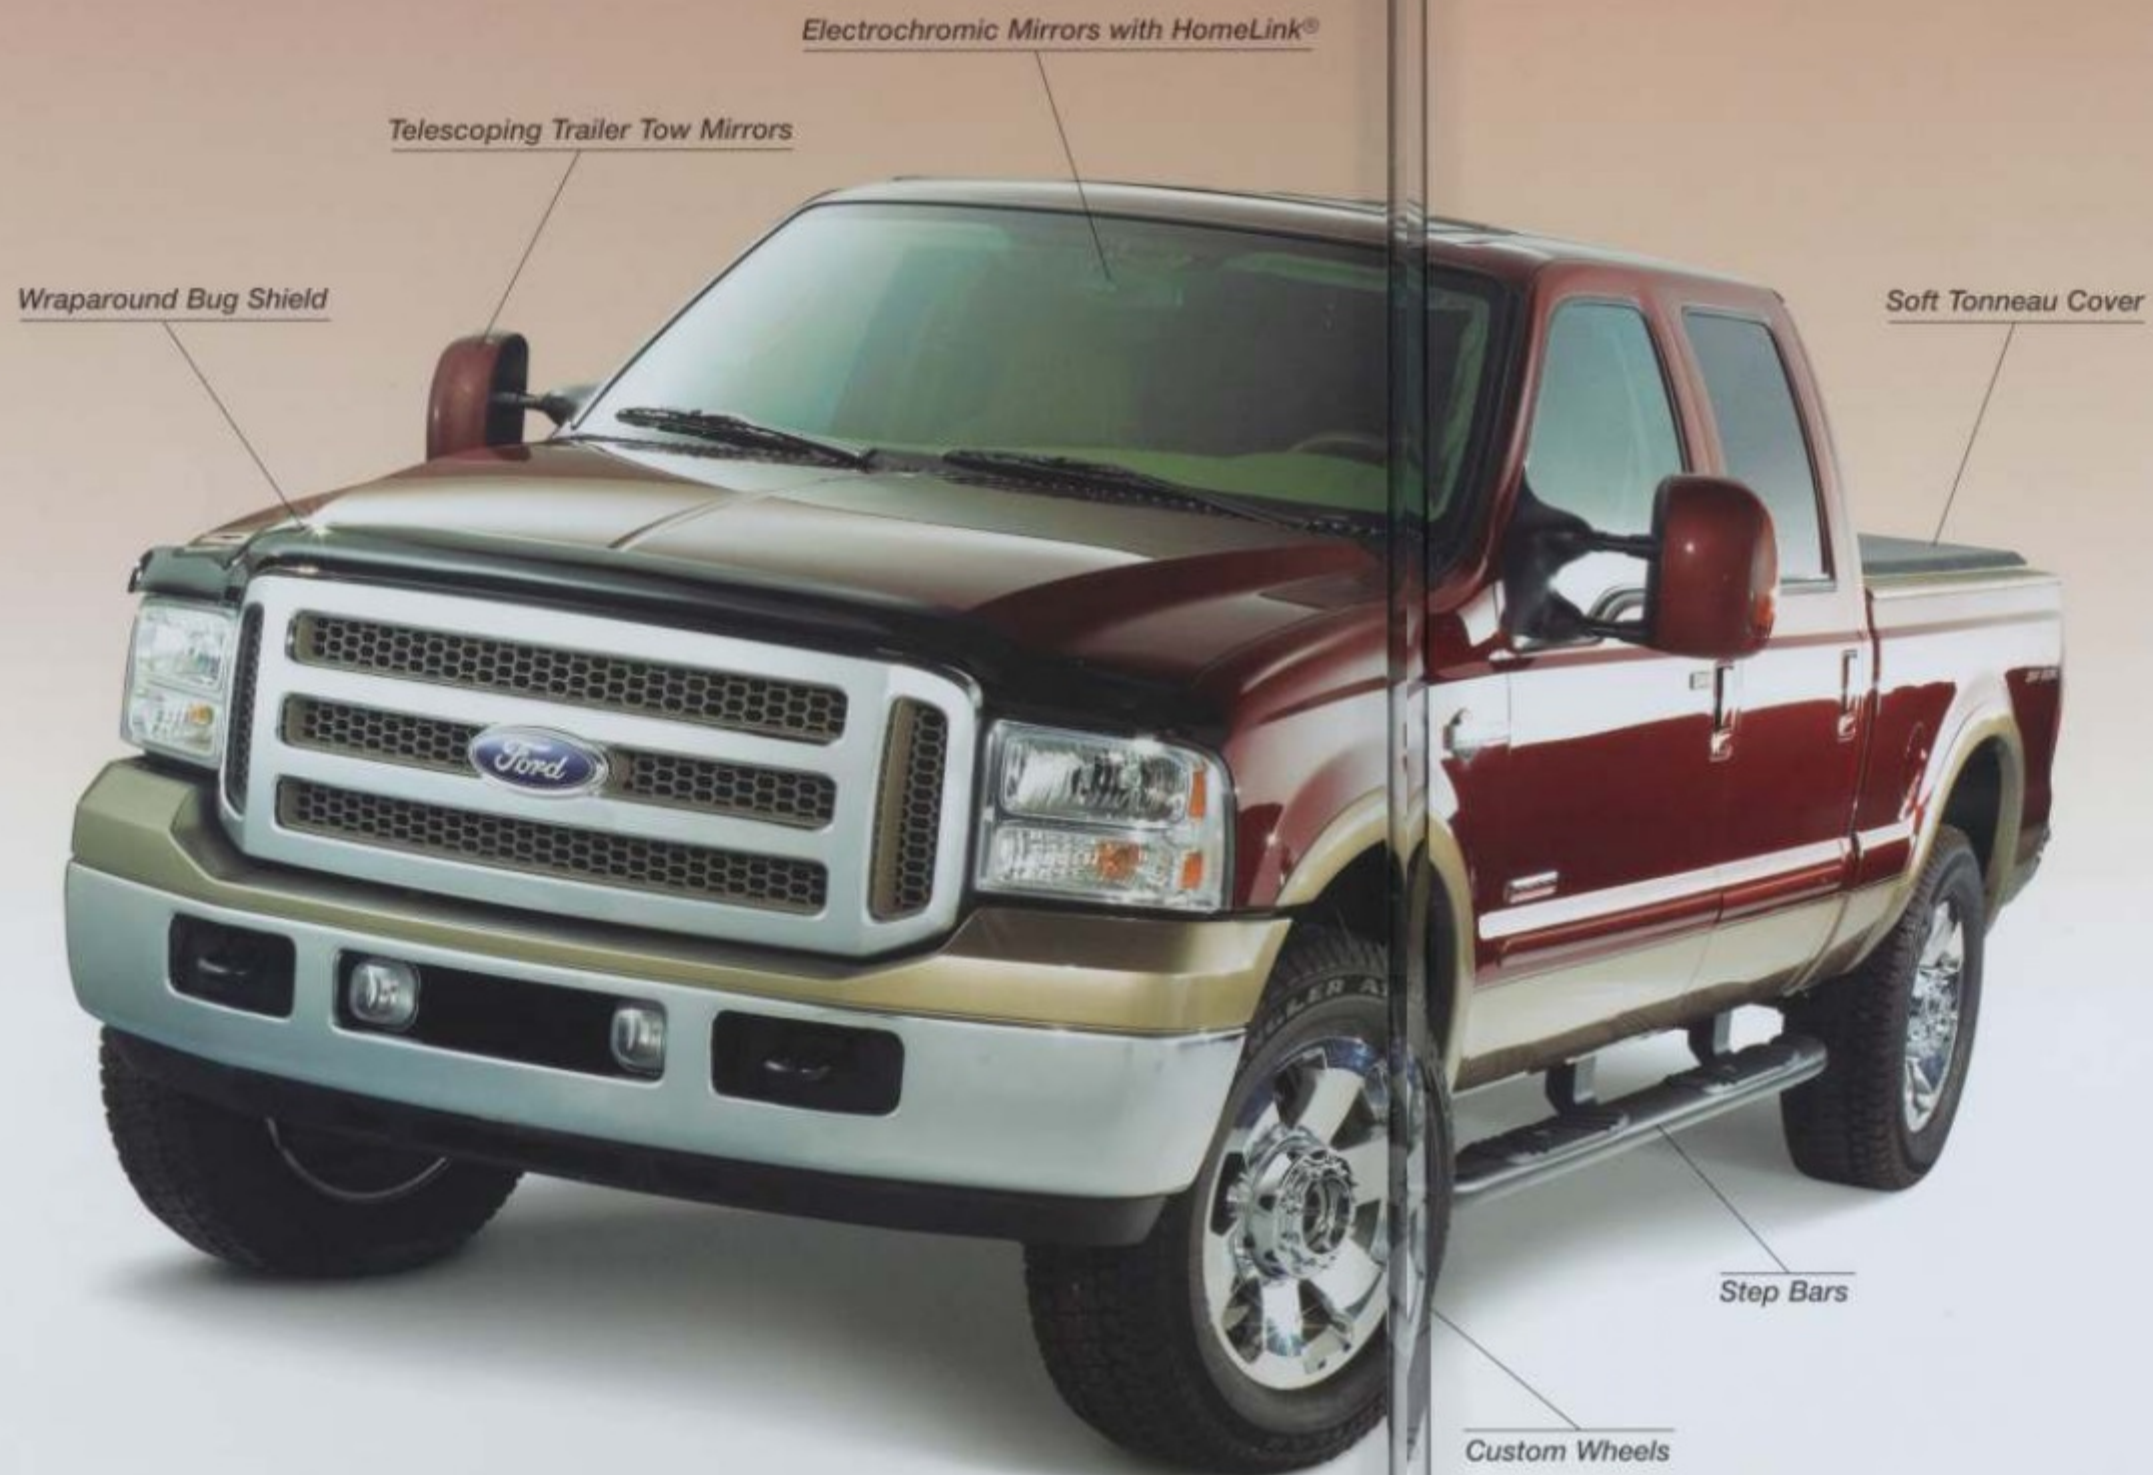 Electrochromic Mirrors with HomeLink®
Telescoping Trailer Tow Mirrors
Wraparound Bug Shield
Soft Tonneau Cover
Ford
Step Bars
Custom Wheels